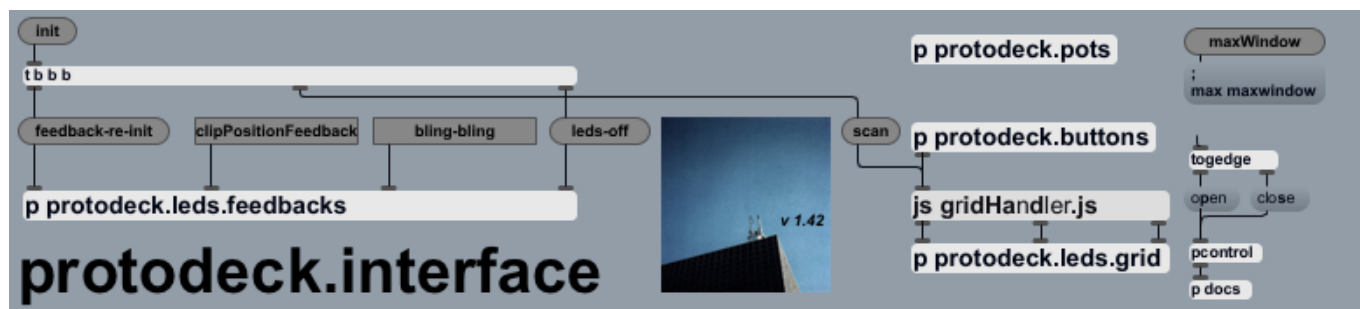 init
t b b b
feedback-re-init
clipPositionFeedback
bling-bling
leds-off
p protodeck.leds.feedbacks
protodeck.interface
v 1.42
scan
p protodeck.pots
p protodeck.buttons
js gridHandler.js
p protodeck.leds.grid
maxWindow
;
max maxwindow
togedge
open
close
pcontrol
p docs